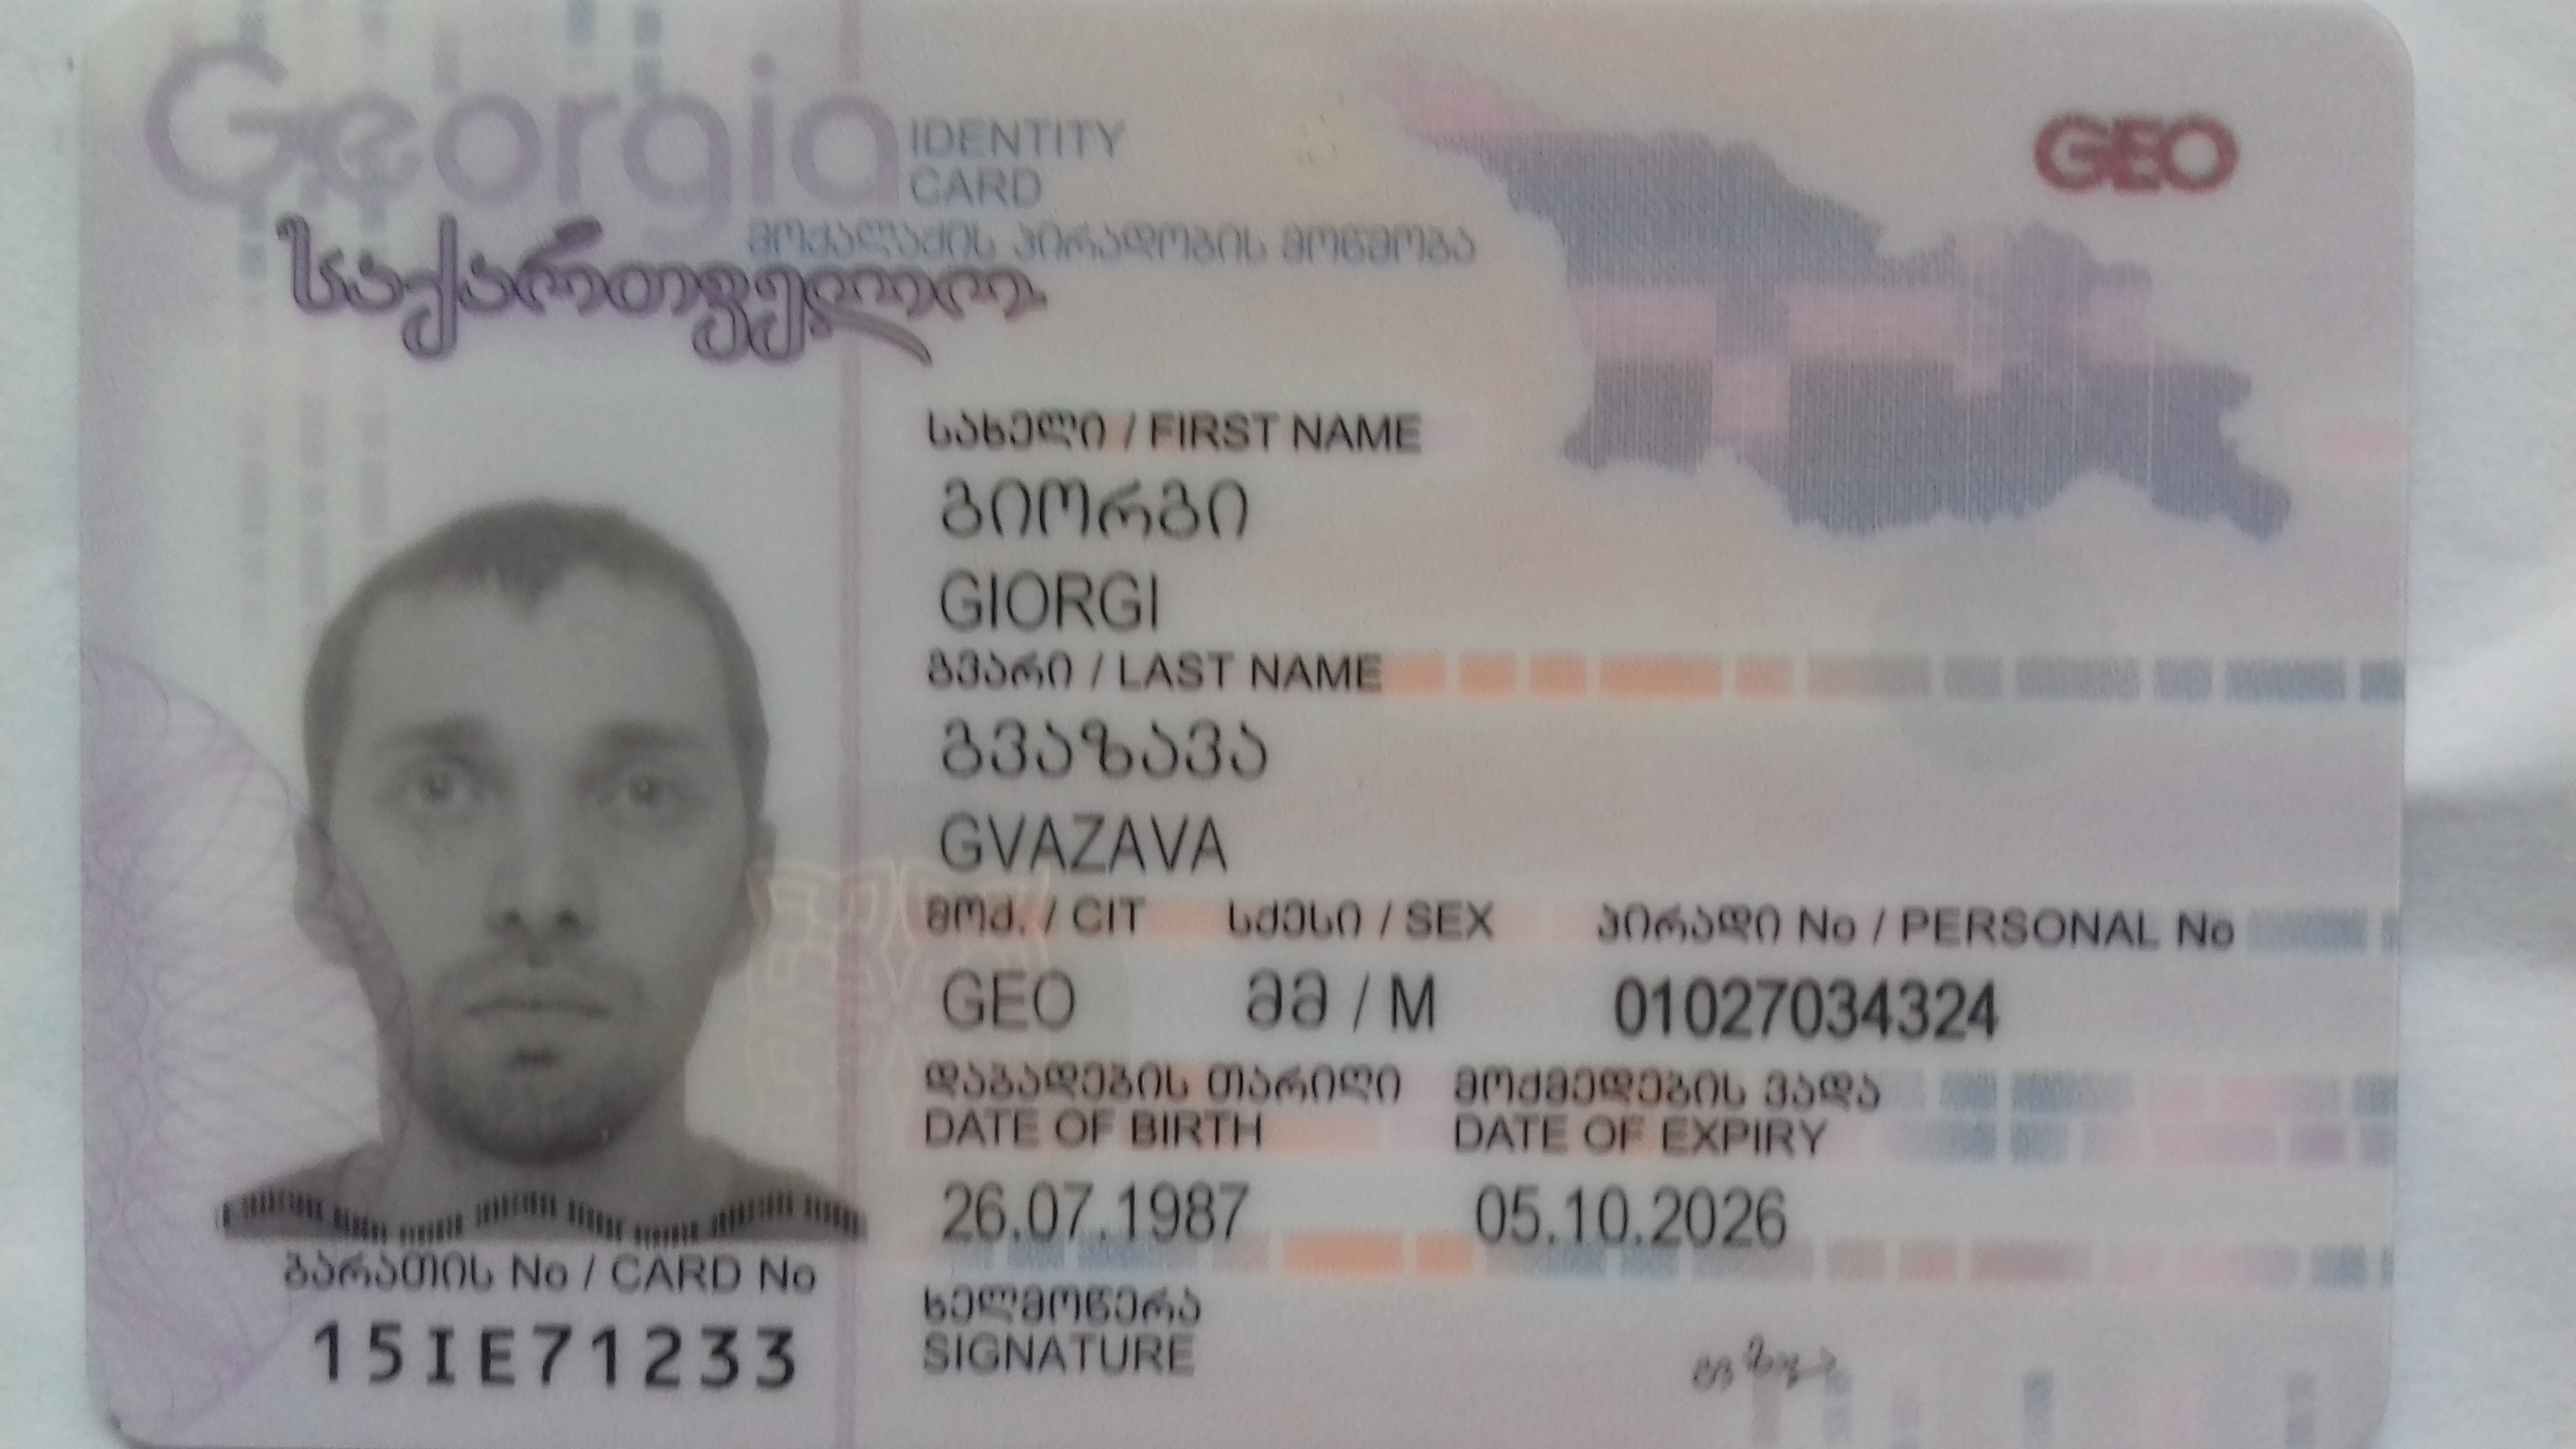 Georgia
IDENTITY
CARD
მოქალაქის პირადობის მოწმობა
საქართველო
GEO
სახელი / FIRST NAME
გიორგი
GIORGI
გვარი / LAST NAME
გვაზავა
GVAZAVA
მოქ. / CIT სქესი / SEX პირადი No / PERSONAL No
GEO მმ / M 01027034324
დაბადების თარიღი მოქმედების ვადა
DATE OF BIRTH DATE OF EXPIRY
26.07.1987 05.10.2026
ბარათის No / CARD No
15IE71233
ხელმოწერა
SIGNATURE